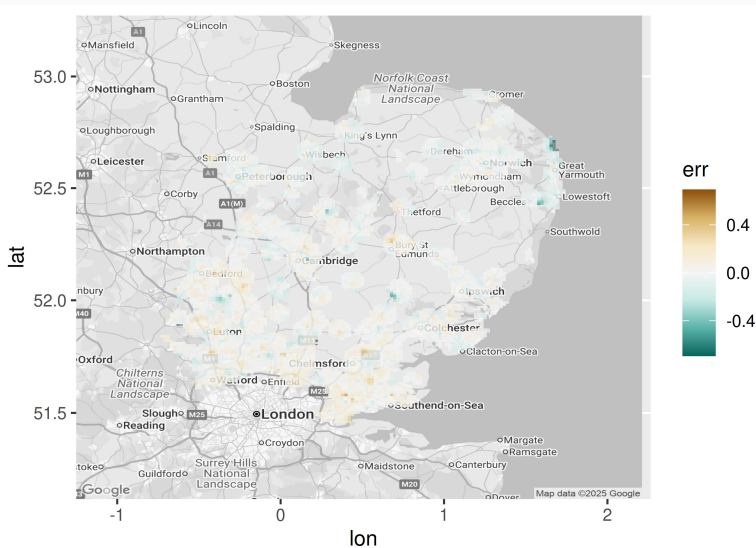 Lincoln
A1
Mansfield
Skegness
53.0
Boston
Norfolk Coast
National
Landscape
Nottingham
Grantham
Cromer
Loughborough
Spalding
King's Lynn
Stamford
Wisbech
Dereham
Norwich
Leicester
M1
A1
Peterborough
Wymondham
Great
Yarmouth
err
52.5
Corby
A1(M)
Attleborough
Beccles
Lowestoft
A14
Thetford
0.4
Southwold
Northampton
Bury St
Edmunds
Cambridge
lat
0.0
Bedford
nbury
Ipswich
52.0
-0.4
M40
Luton
Colchester
Oxford
M1
Clacton-on-Sea
Chelmsford
Chilterns
National
Landscape
Watford
Enfield
M25
51.5
Slough
M25
London
Southend-on-Sea
Reading
Croydon
Margate
Ramsgate
stoke
Guildford
Surrey Hills
National
Landscape
Maidstone
Canterbury
M20
Google
Map data ©2025 Google
Dover
-1
0
1
2
lon